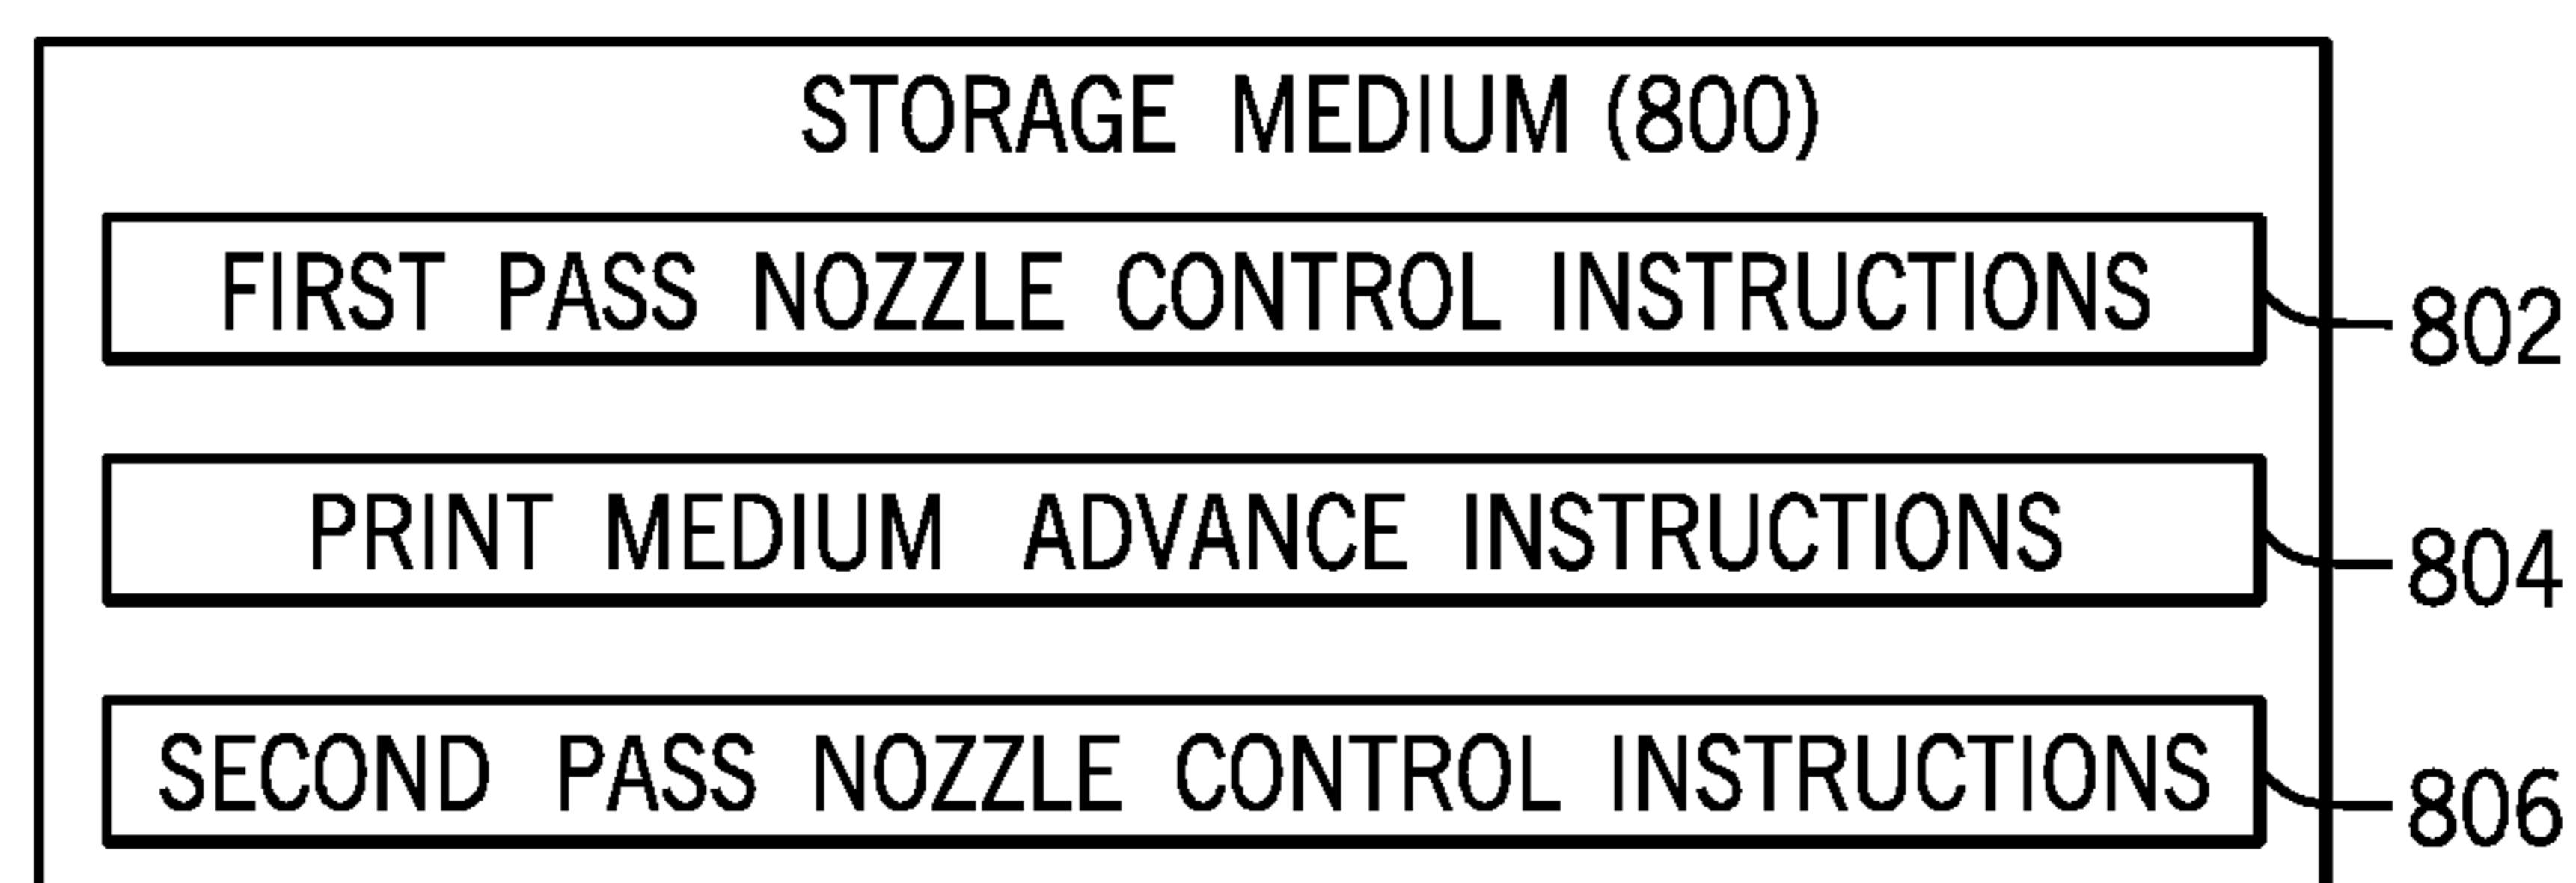 STORAGE MEDIUM (800)
FIRST PASS NOZZLE CONTROL INSTRUCTIONS
802
PRINT MEDIUM ADVANCE INSTRUCTIONS
804
SECOND PASS NOZZLE CONTROL INSTRUCTIONS
806